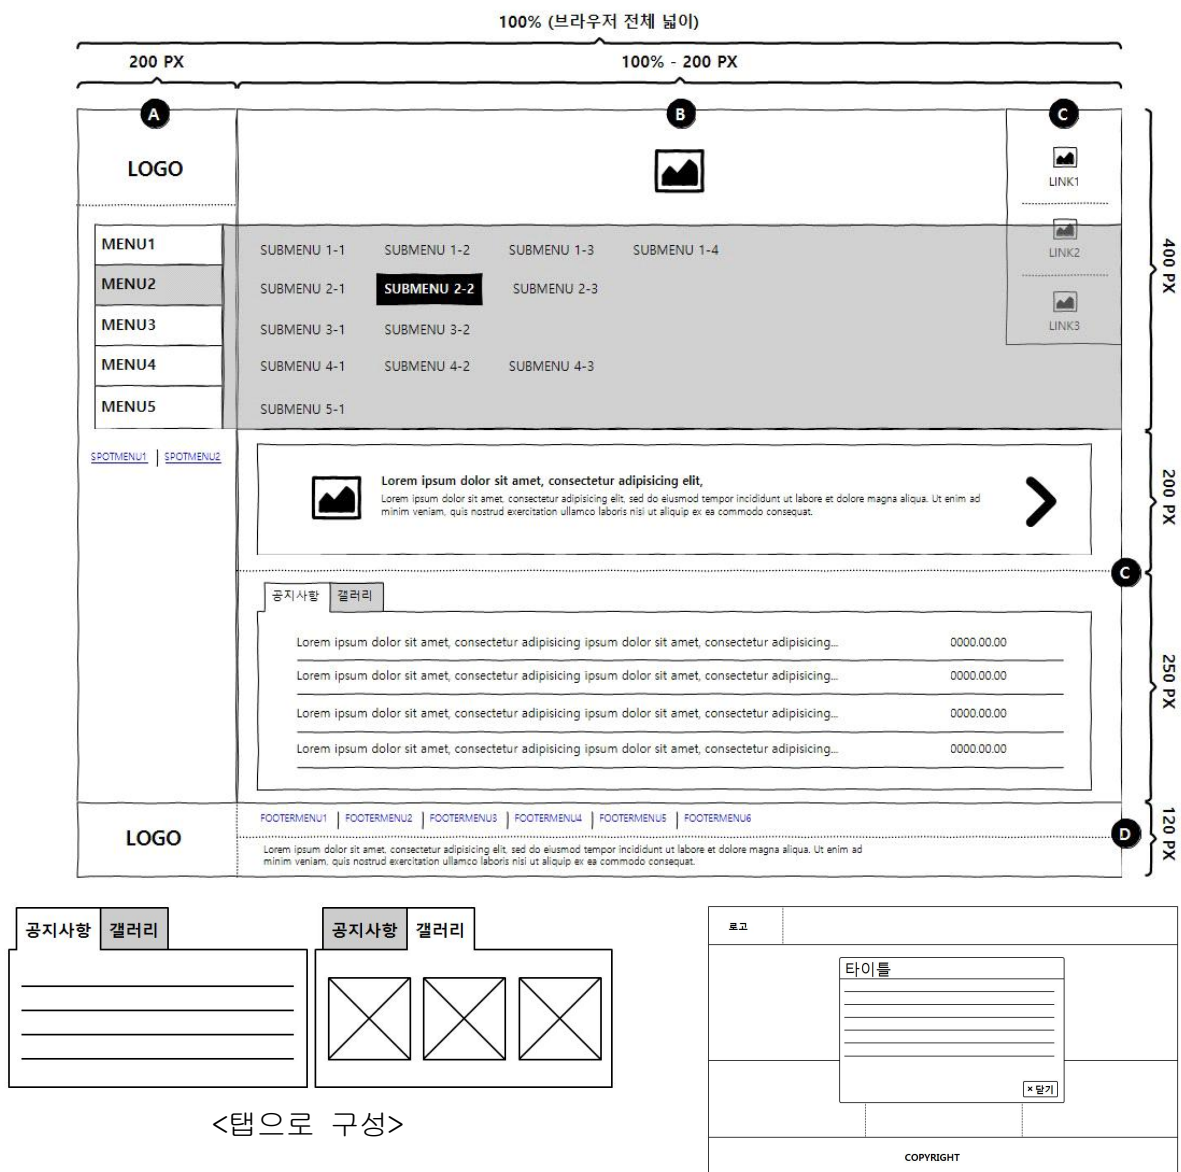 100% (브라우저 전체 넓이)
200 PX
100% - 200 PX
A
B
C
LOGO
LINK1
LINK2
LINK3
MENU1
MENU2
MENU3
MENU4
MENU5
SUBMENU 1-1 SUBMENU 1-2 SUBMENU 1-3 SUBMENU 1-4
SUBMENU 2-1 SUBMENU 2-2 SUBMENU 2-3
SUBMENU 3-1 SUBMENU 3-2
SUBMENU 4-1 SUBMENU 4-2 SUBMENU 4-3
SUBMENU 5-1
400 PX
SPOTMENU1 SPOTMENU2
Lorem ipsum dolor sit amet, consectetur adipisicing elit,
Lorem ipsum dolor sit amet, consectetur adipisicing elit, sed do eiusmod tempor incididunt ut labore et dolore magna aliqua. Ut enim ad
minim veniam, quis nostrud exercitation ullamco laboris nisi ut aliquip ex ea commodo consequat.
200 PX
C
공지사항 갤러리
Lorem ipsum dolor sit amet, consectetur adipisicing ipsum dolor sit amet, consectetur adipisicing... 0000.00.00
Lorem ipsum dolor sit amet, consectetur adipisicing ipsum dolor sit amet, consectetur adipisicing... 0000.00.00
Lorem ipsum dolor sit amet, consectetur adipisicing ipsum dolor sit amet, consectetur adipisicing... 0000.00.00
Lorem ipsum dolor sit amet, consectetur adipisicing ipsum dolor sit amet, consectetur adipisicing... 0000.00.00
250 PX
LOGO
FOOTERMENU1 FOOTERMENU2 FOOTERMENU3 FOOTERMENU4 FOOTERMENU5 FOOTERMENU6
Lorem ipsum dolor sit amet, consectetur adipisicing elit, sed do eiusmod tempor incididunt ut labore et dolore magna aliqua. Ut enim ad
minim veniam, quis nostrud exercitation ullamco laboris nisi ut aliquip ex ea commodo consequat.
D
120 PX
공지사항 갤러리
공지사항 갤러리
<탭으로 구성>
로고
타이틀
× 닫기
COPYRIGHT